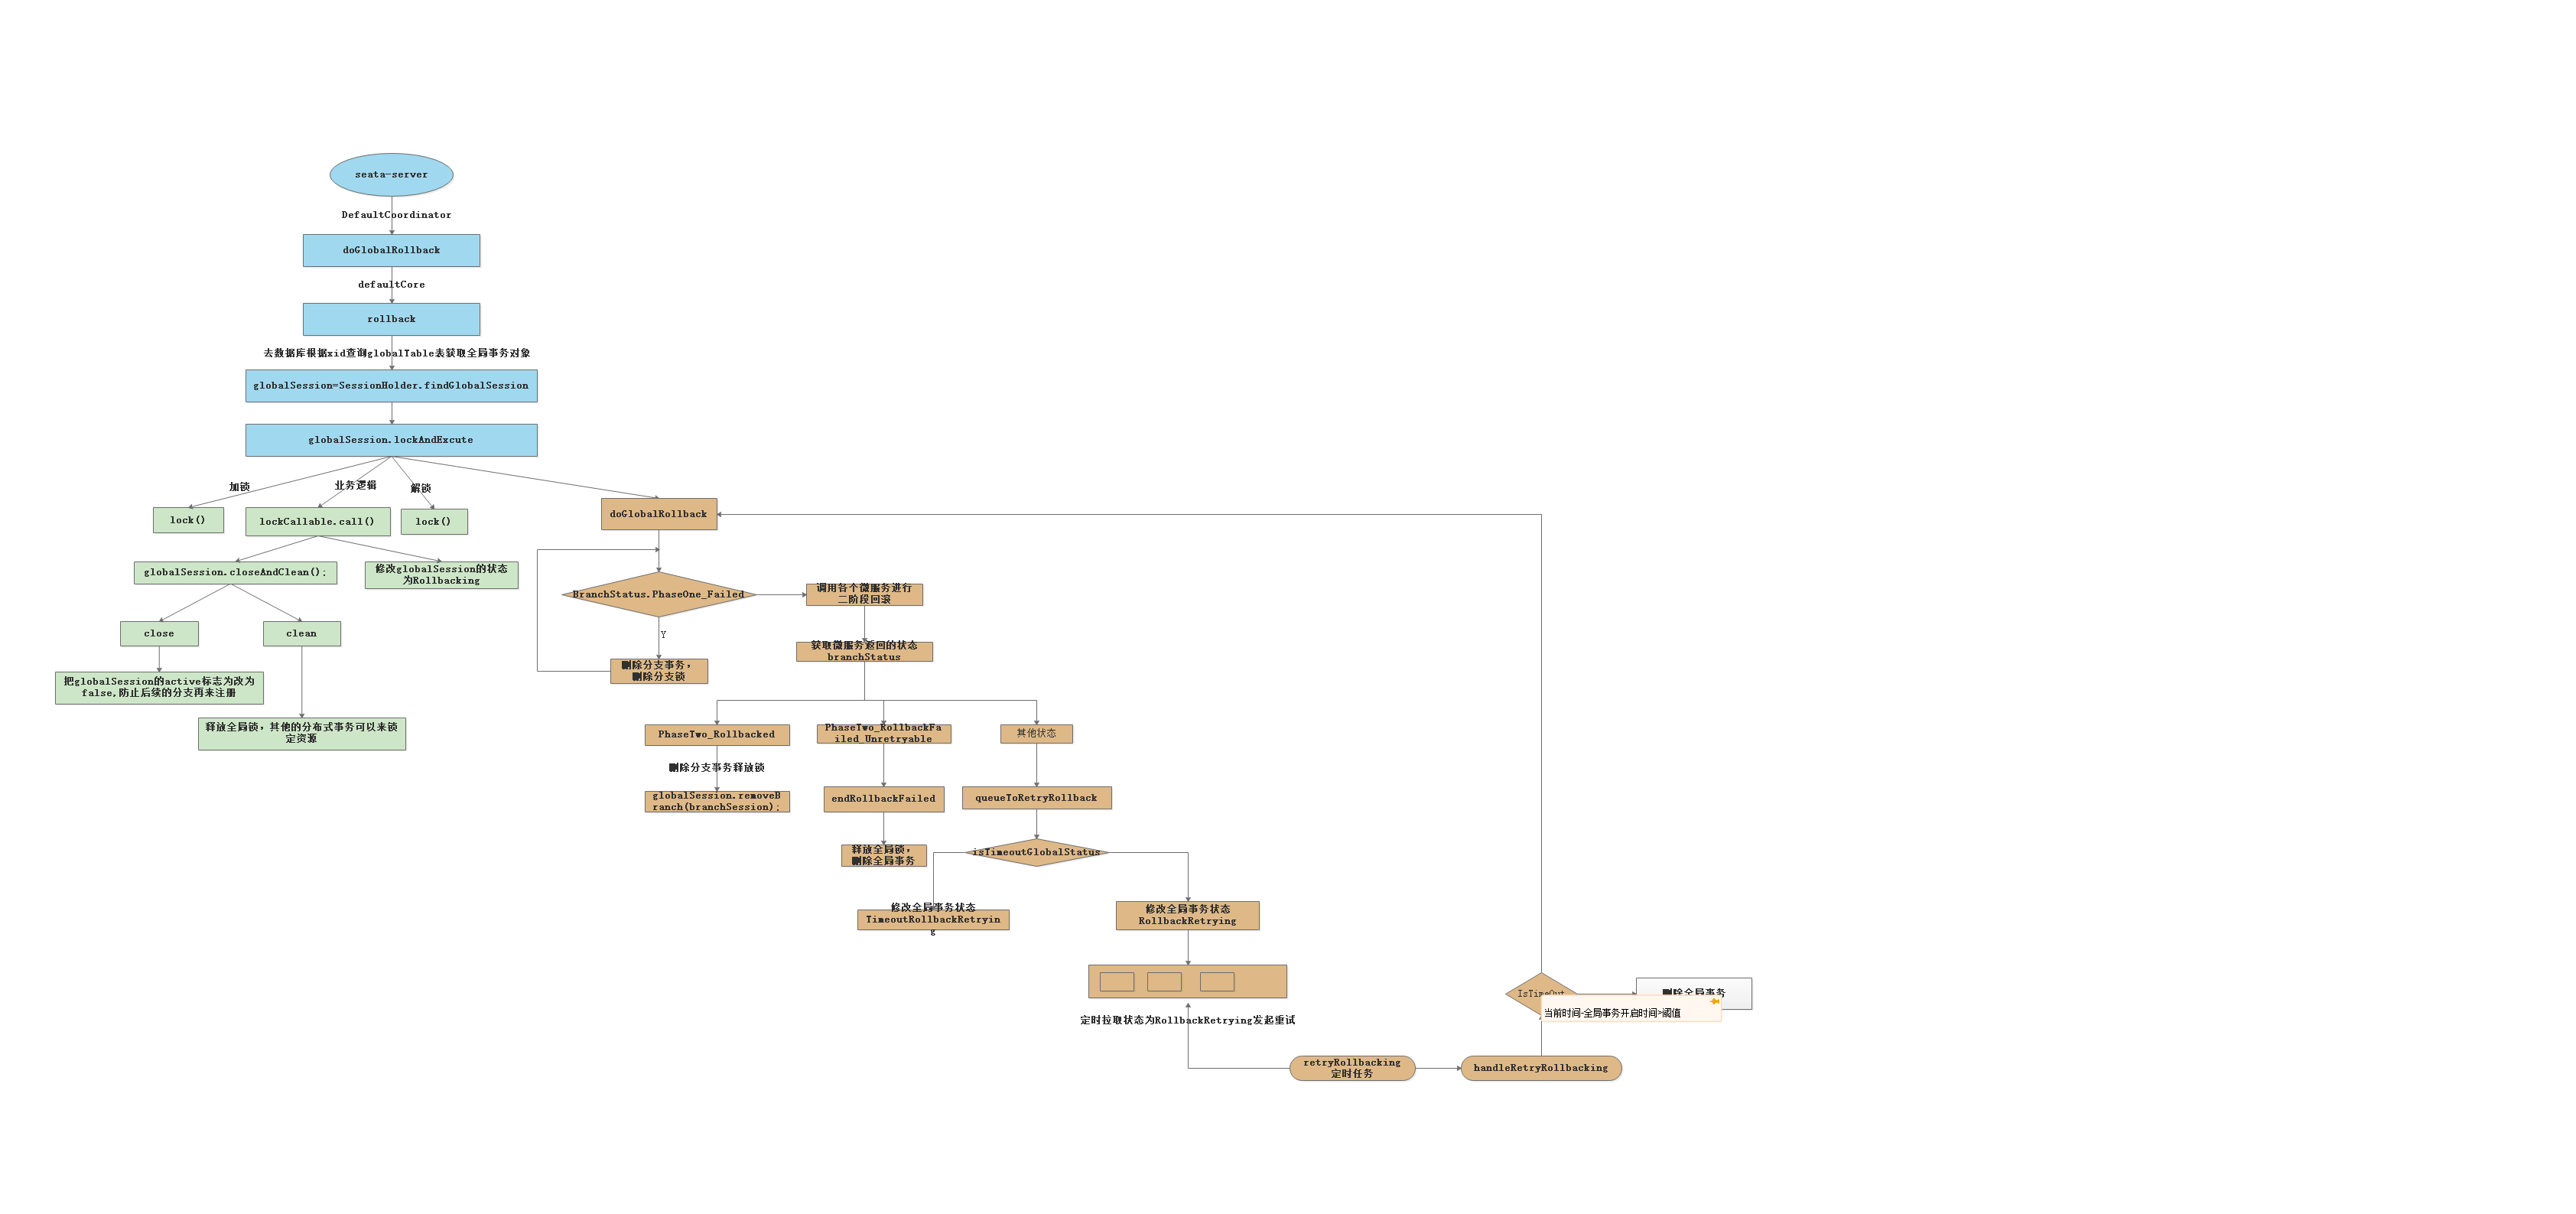 seata-server
DefaultCoordinator
doGlobalRollback
defaultCore
rollback
去数据库根据xid查询globalTable表获取全局事务对象
globalSession=SessionHolder.findGlobalSession
globalSession.lockAndExcute
加锁
业务逻辑
解锁
lock()
lockCallable.call()
lock()
globalSession.closeAndClean();
修改globalSession的状态
为Rollbacking
close
clean
把globalSession的active标志为改为
false,防止后续的分支再来注册
释放全局锁，其他的分布式事务可以来锁
定资源
doGlobalRollback
BranchStatus.PhaseOne_Failed
Y
删除分支事务，
删除分支锁
调用各个微服务进行
二阶段回滚
获取微服务返回的状态
branchStatus
PhaseTwo_Rollbacked
删除分支事务释放锁
globalSession.removeB
ranch(branchSession);
PhaseTwo_RollbackFa
iled_Unretryable
endRollbackFailed
释放全局锁，
删除全局事务
其他状态
queueToRetryRollback
isTimeoutGlobalStatus
修改全局事务状态
TimeoutRollbackRetryin
g
修改全局事务状态
RollbackRetrying
定时拉取状态为RollbackRetrying发起重试
retryRollbacking
定时任务
handleRetryRollbacking
IsTimeOut
删除全局事务
当前时间-全局事务开启时间>阈值